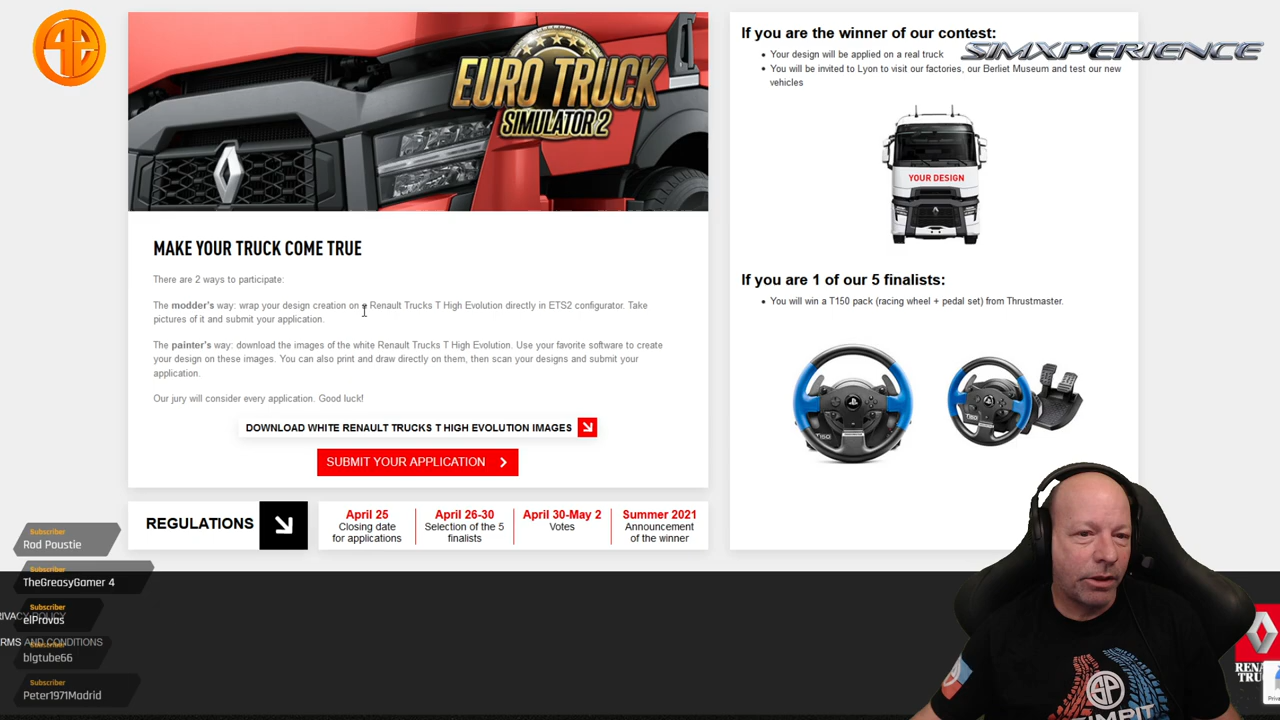 EURO TRUCK
SIMULATOR 2
MAKE YOUR TRUCK COME TRUE
There are 2 ways to participate:
The modder's way: wrap your design creation on a Renault Trucks T High Evolution directly in ETS2 configurator. Take
pictures of it and submit your application.
The painter's way: download the images of the white Renault Trucks T High Evolution. Use your favorite software to create
your design on these images. You can also print and draw directly on them, then scan your designs and submit your
application.
Our jury will consider every application. Good luck!
DOWNLOAD WHITE RENAULT TRUCKS T HIGH EVOLUTION IMAGES
SUBMIT YOUR APPLICATION
REGULATIONS
April 25
Closing date
for applications
April 26-30
Selection of the 5
finalists
April 30-May 2
Votes
Summer 2021
Announcement
of the winner
If you are the winner of our contest:
SIMXPERIENCE
Your design will be applied on a real truck
You will be invited to Lyon to visit our factories, our Berliet Museum and test our new
vehicles
YOUR DESIGN
If you are 1 of our 5 finalists:
You will win a T150 pack (racing wheel + pedal set) from Thrustmaster.
T150
T150
Subscriber
Rod Poustie
Subscriber
TheGreasyGamer 4
Subscriber
elProvos
Subscriber
blgtube66
Subscriber
Peter1971Madrid
RIVACY POLICY
RMS AND CONDITIONS
RENA
TRU
Priva